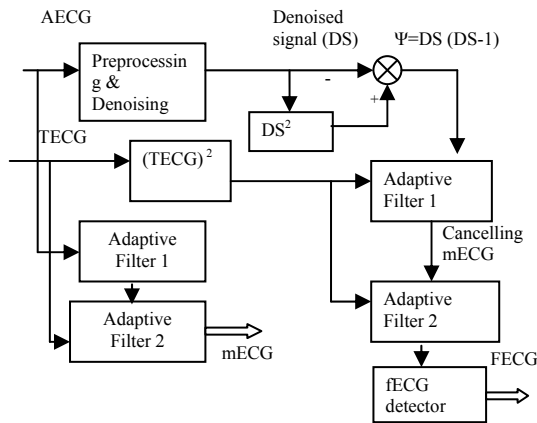 AECG
Denoised
signal (DS)
Ψ=DS (DS-1)
Preprocessin
g &
Denoising
-
+
DS²
TECG
(TECG) ²
Adaptive
Filter 1
Cancelling
mECG
Adaptive
Filter 1
Adaptive
Filter 2
Adaptive
Filter 2
mECG
FECG
fECG
detector